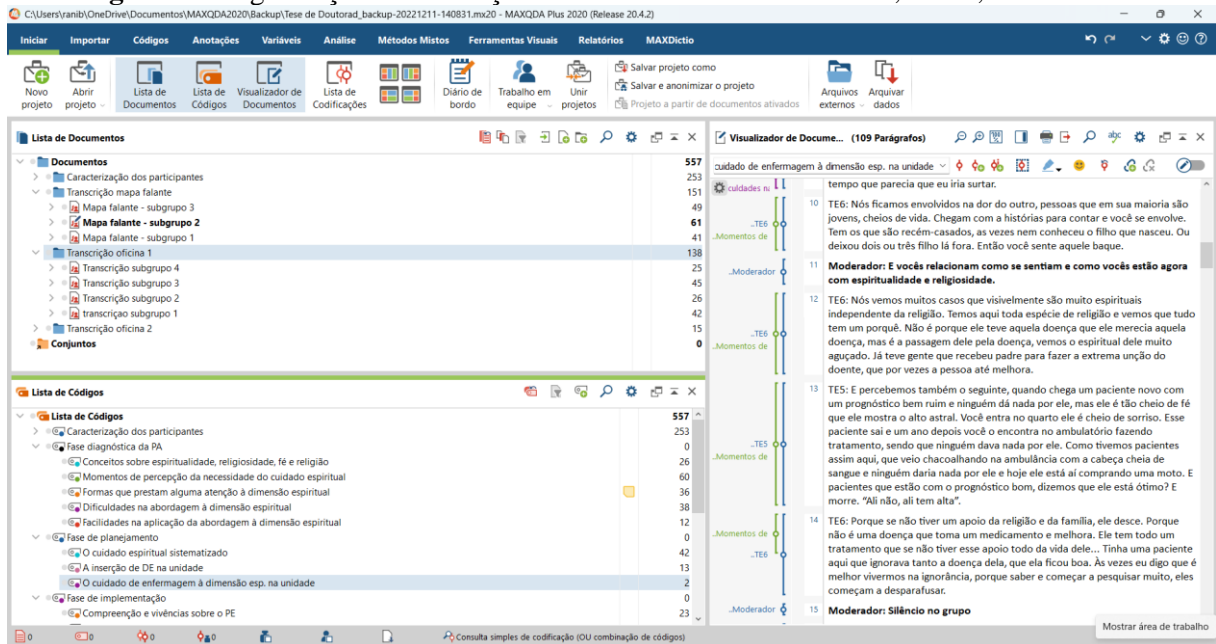 C:\Users\ranib\OneDrive\Documentos\MAXQDA2020\Backup\Tese de Doutorad_backup-20221211-140831.mx20 - MAXQDA Plus 2020 (Release 20.4.2)
Iniciar Importar Códigos Anotações Variáveis Análise Métodos Mistos Ferramentas Visuais Relatórios MAXDictio
Novo projeto
Abrir projeto
Lista de Documentos
Lista de Códigos
Visualizador de Documentos
Lista de Codificações
Diário de bordo
Trabalho em equipe
Unir projetos
Salvar projeto como
Salvar e anonimizar o projeto
Projeto a partir de documentos ativados
Arquivos externos
Arquivar dados
Lista de Documentos
Documentos 557
Caracterização dos participantes 253
Transcrição mapa falante 151
Mapa falante - subgrupo 3 49
Mapa falante - subgrupo 2 61
Mapa falante - subgrupo 1 41
Transcrição oficina 1 138
Transcrição subgrupo 4 25
Transcrição subgrupo 3 45
Transcrição subgrupo 2 26
transcriçao subgrupo 1 42
Transcrição oficina 2 15
Conjuntos 0
Lista de Códigos
Lista de Códigos 557
Caracterização dos participantes 253
Fase diagnóstica da PA 0
Conceitos sobre espiritualidade, religiosidade, fé e religião 26
Momentos de percepção da necessidade do cuidado espiritual 60
Formas que prestam alguma atenção à dimensão espiritual 36
Dificuldades na abordagem à dimensão espiritual 38
Facilidades na aplicação da abordagem à dimensão espiritual 12
Fase de planejamento 0
O cuidado espiritual sistematizado 42
A inserção de DE na unidade 13
O cuidado de enfermagem à dimensão esp. na unidade 2
Fase de implementação 0
Compreensão e vivências sobre o PE 23
Visualizador de Docume... (109 Parágrafos)
cuidado de enfermagem à dimensão esp. na unidade
culdades na
tempo que parecia que eu iria surtar.
..TE6
..Momentos de
10 TE6: Nós ficamos envolvidos na dor do outro, pessoas que em sua maioria são
jovens, cheios de vida. Chegam com a histórias para contar e você se envolve.
Tem os que são recém-casados, as vezes nem conheceu o filho que nasceu. Ou
deixou dois ou três filho lá fora. Então você sente aquele baque.
..Moderador
11 Moderador: E vocês relacionam como se sentiam e como vocês estão agora
com espiritualidade e religiosidade.
..TE6
..Momentos de
12 TE6: Nós vemos muitos casos que visivelmente são muito espirituais
independente da religião. Temos aqui toda espécie de religião e vemos que tudo
tem um porquê. Não é porque ele teve aquela doença que ele merecia aquela
doença, mas é a passagem dele pela doença, vemos o espiritual dele muito
aguçado. Já teve gente que recebeu padre para fazer a extrema unção do
doente, que por vezes a pessoa até melhora.
..TE5
..Momentos de
13 TE5: E percebemos também o seguinte, quando chega um paciente novo com
um prognóstico bem ruim e ninguém dá nada por ele, mas ele é tão cheio de fé
que ele mostra o alto astral. Você entra no quarto ele é cheio de sorriso. Esse
paciente sai e um ano depois você o encontra no ambulatório fazendo
tratamento, sendo que ninguém dava nada por ele. Como tivemos pacientes
assim aqui, que veio chacoalhando na ambulância com a cabeça cheia de
sangue e ninguém daria nada por ele e hoje ele está aí comprando uma moto. E
pacientes que estão com o prognóstico bom, dizemos que ele está ótimo? E
morre. “Ali não, ali tem alta”.
..Momentos de
..TE6
14 TE6: Porque se não tiver um apoio da religião e da família, ele desce. Porque
não é uma doença que toma um medicamento e melhora. Ele tem todo um
tratamento que se não tiver esse apoio todo da vida dele... Tinha uma paciente
aqui que ignorava tanto a doença dela, que ela ficou boa. Às vezes eu digo que é
melhor vivermos na ignorância, porque saber e começar a pesquisar muito, eles
começam a desparafusar.
..Moderador
15 Moderador: Silêncio no grupo
Mostrar área de trabalho
0 0 0 0 Consulta simples de codificação (OU combinação de códigos)